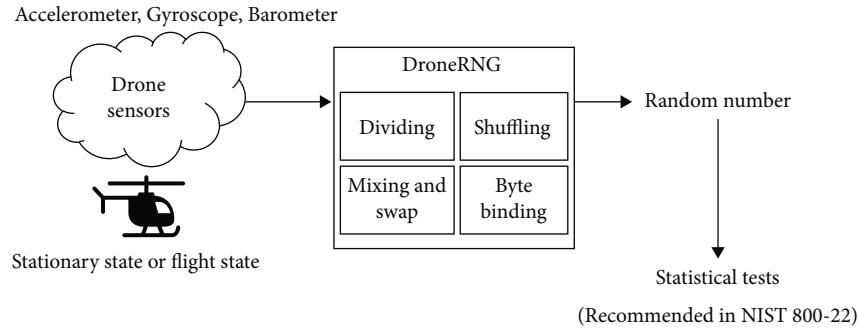 Accelerometer, Gyroscope, Barometer
Drone
sensors
Stationary state or flight state
DroneRNG
Dividing
Shuffling
Mixing and
swap
Byte
binding
Random number
Statistical tests
(Recommended in NIST 800-22)